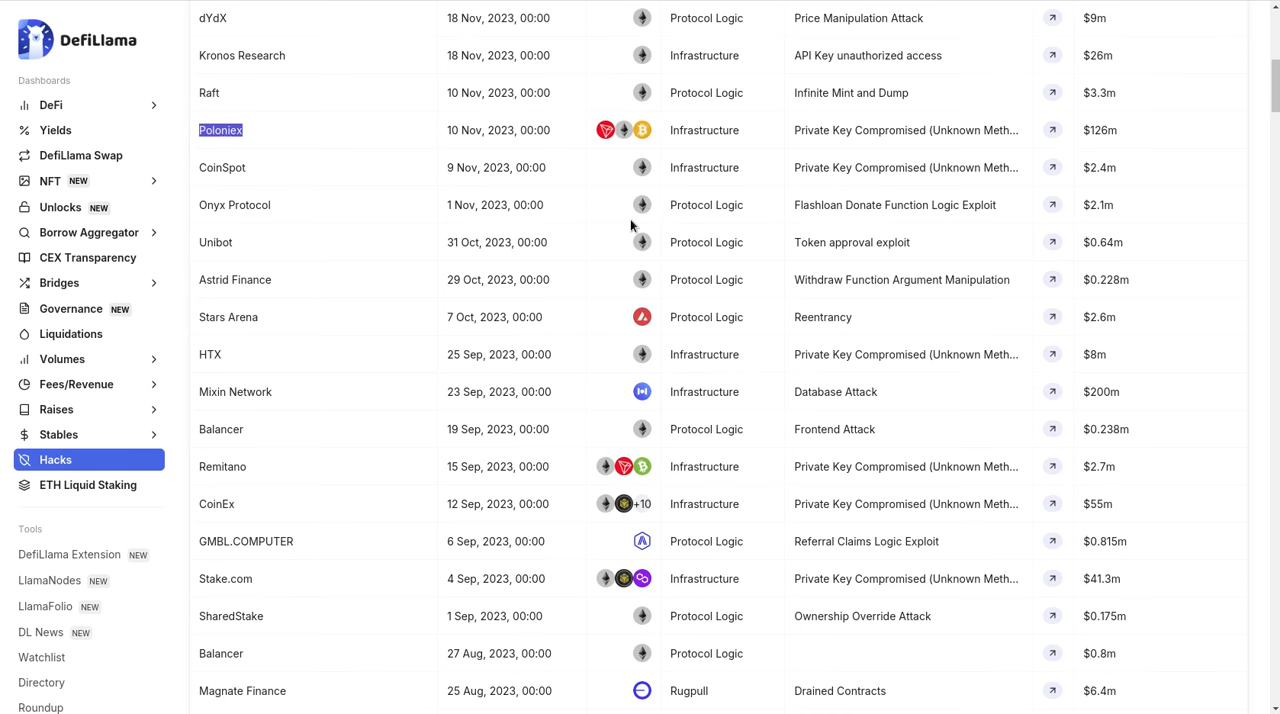 DefiLlama
Dashboards
DeFi
Yields
DefiLlama Swap
NFT NEW
Unlocks NEW
Borrow Aggregator
CEX Transparency
Bridges
Governance NEW
Liquidations
Volumes
Fees/Revenue
Raises
Stables
Hacks
ETH Liquid Staking
Tools
DefiLlama Extension NEW
LlamaNodes NEW
LlamaFolio NEW
DL News NEW
Watchlist
Directory
Roundup
dYdX 18 Nov, 2023, 00:00 Protocol Logic Price Manipulation Attack $9m
Kronos Research 18 Nov, 2023, 00:00 Infrastructure API Key unauthorized access $26m
Raft 10 Nov, 2023, 00:00 Protocol Logic Infinite Mint and Dump $3.3m
Poloniex 10 Nov, 2023, 00:00 Infrastructure Private Key Compromised (Unknown Meth... $126m
CoinSpot 9 Nov, 2023, 00:00 Infrastructure Private Key Compromised (Unknown Meth... $2.4m
Onyx Protocol 1 Nov, 2023, 00:00 Protocol Logic Flashloan Donate Function Logic Exploit $2.1m
Unibot 31 Oct, 2023, 00:00 Protocol Logic Token approval exploit $0.64m
Astrid Finance 29 Oct, 2023, 00:00 Protocol Logic Withdraw Function Argument Manipulation $0.228m
Stars Arena 7 Oct, 2023, 00:00 Protocol Logic Reentrancy $2.6m
HTX 25 Sep, 2023, 00:00 Infrastructure Private Key Compromised (Unknown Meth... $8m
Mixin Network 23 Sep, 2023, 00:00 Infrastructure Database Attack $200m
Balancer 19 Sep, 2023, 00:00 Protocol Logic Frontend Attack $0.238m
Remitano 15 Sep, 2023, 00:00 Infrastructure Private Key Compromised (Unknown Meth... $2.7m
CoinEx 12 Sep, 2023, 00:00 +10 Infrastructure Private Key Compromised (Unknown Meth... $55m
GMBL.COMPUTER 6 Sep, 2023, 00:00 Protocol Logic Referral Claims Logic Exploit $0.815m
Stake.com 4 Sep, 2023, 00:00 Infrastructure Private Key Compromised (Unknown Meth... $41.3m
SharedStake 1 Sep, 2023, 00:00 Protocol Logic Ownership Override Attack $0.175m
Balancer 27 Aug, 2023, 00:00 Protocol Logic $0.8m
Magnate Finance 25 Aug, 2023, 00:00 Rugpull Drained Contracts $6.4m